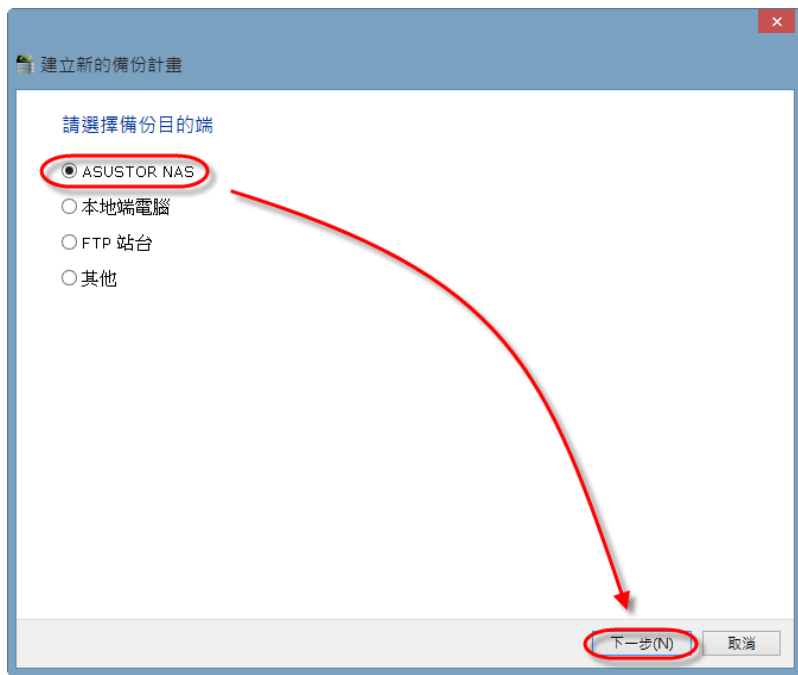 建立新的備份計畫
請選擇備份目的端
ASUSTOR NAS
本地端電腦
FTP 站台
其他
下一步(N)
取消